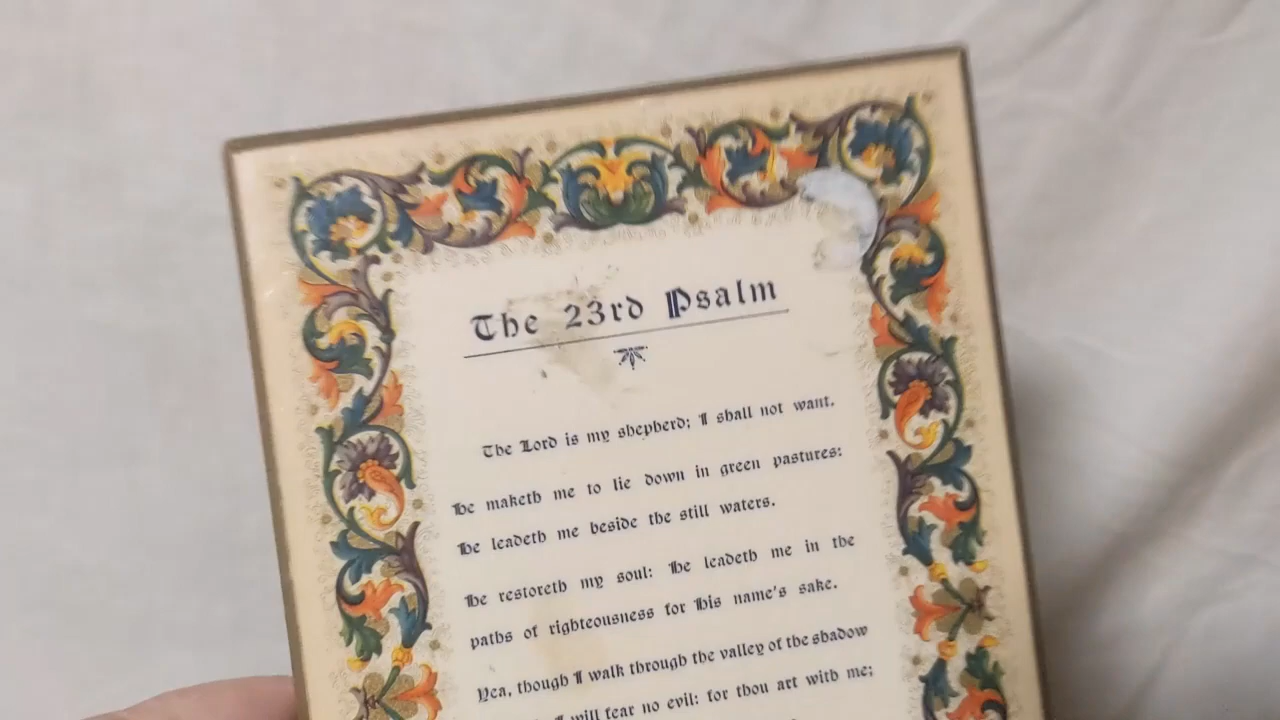 The 23rd Psalm
The Lord is my shepherd; I shall not want.
He maketh me to lie down in green pastures:
He leadeth me beside the still waters.
He restoreth my soul: He leadeth me in the
paths of righteousness for His name's sake.
Yea, though I walk through the valley of the shadow
I will fear no evil: for thou art with me;